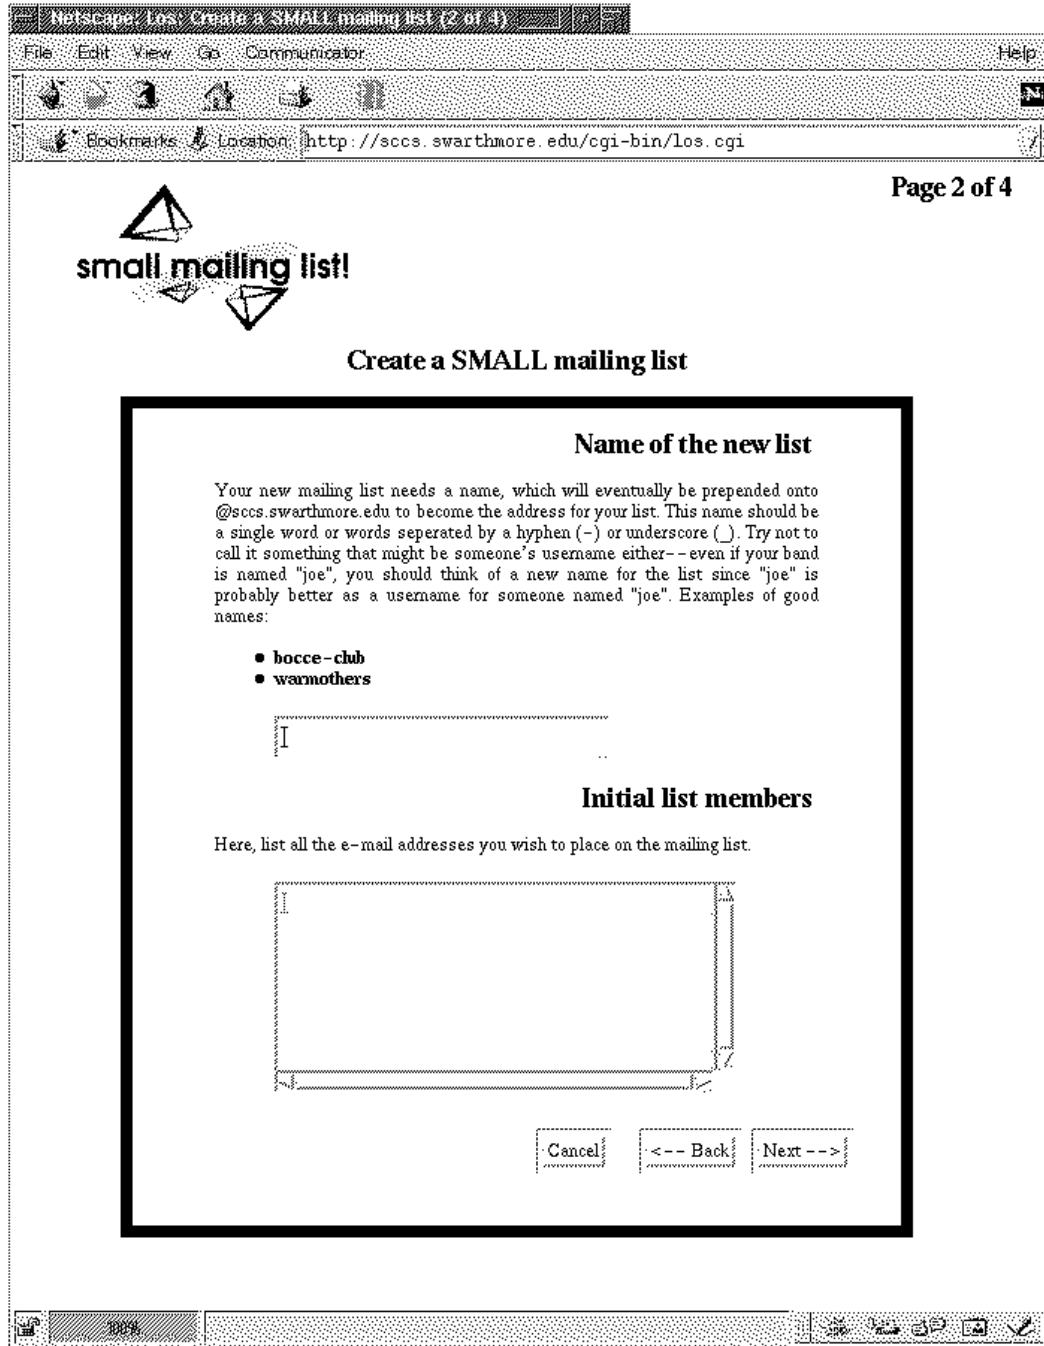 Netscape: Los: Create a SMALL mailing list (2 of 4)
File Edit View Go Communicator Help
Bookmarks Location: http://sccs.swarthmore.edu/cgi-bin/los.cgi
Page 2 of 4
small mailing list!
Create a SMALL mailing list
Name of the new list
Your new mailing list needs a name, which will eventually be prepended onto
@sccs.swarthmore.edu to become the address for your list. This name should be
a single word or words seperated by a hyphen (-) or underscore (_). Try not to
call it something that might be someone's username either--even if your band
is named "joe", you should think of a new name for the list since "joe" is
probably better as a username for someone named "joe". Examples of good
names:
● bocce-club
● warmothers
Initial list members
Here, list all the e-mail addresses you wish to place on the mailing list.
Cancel <-- Back Next -->
100%